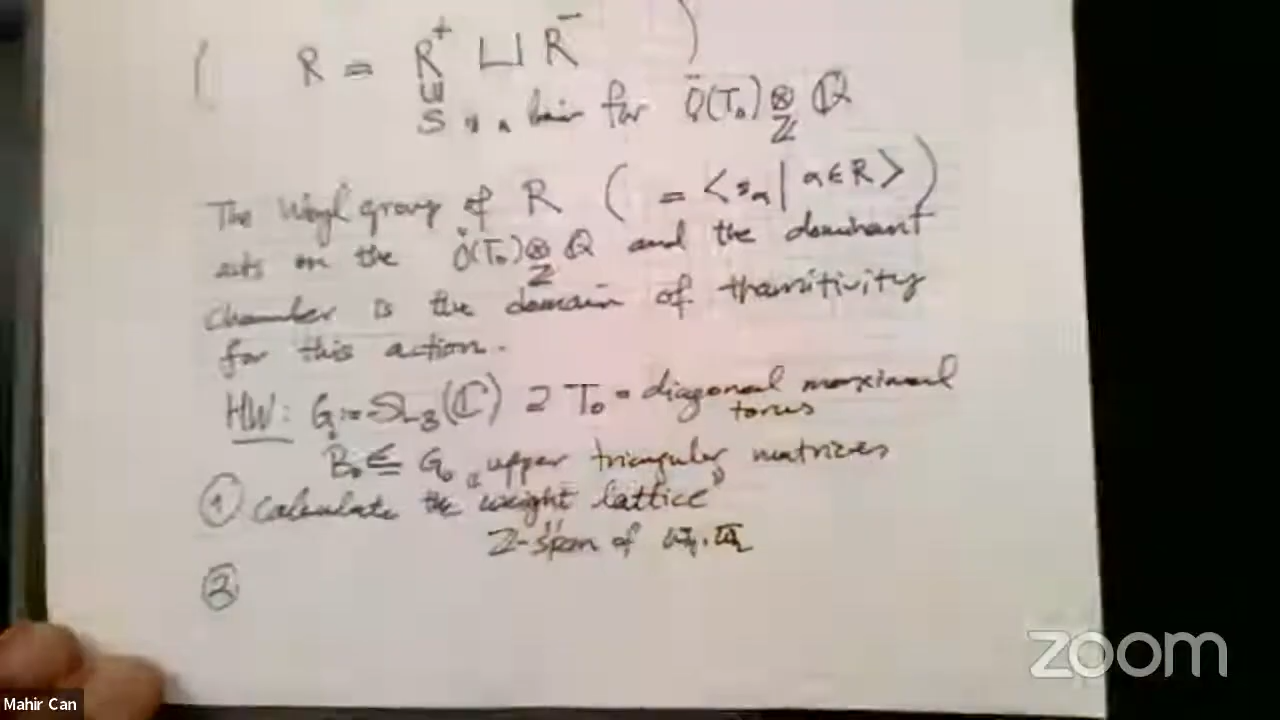 ( R = R⁺ ⊔ R⁻ )
∪
S is a basis for Ẍ(T₀) ⊗ Q
Z
The Weyl group of R ( = <s_α | α ∈ R> )
acts on the Ẍ(T₀) ⊗ Q and the dominant
Z
chamber is the domain of transitivity
for this action.
HW: G₀ = SL₃(C) ⊇ T₀ = diagonal maximal
torus
B₀ ⊆ G₀ upper triangular matrices
① Calculate the "weight lattice"
"
Z-span of ϖ₁, ϖ₂
②
zoom
Mahir Can